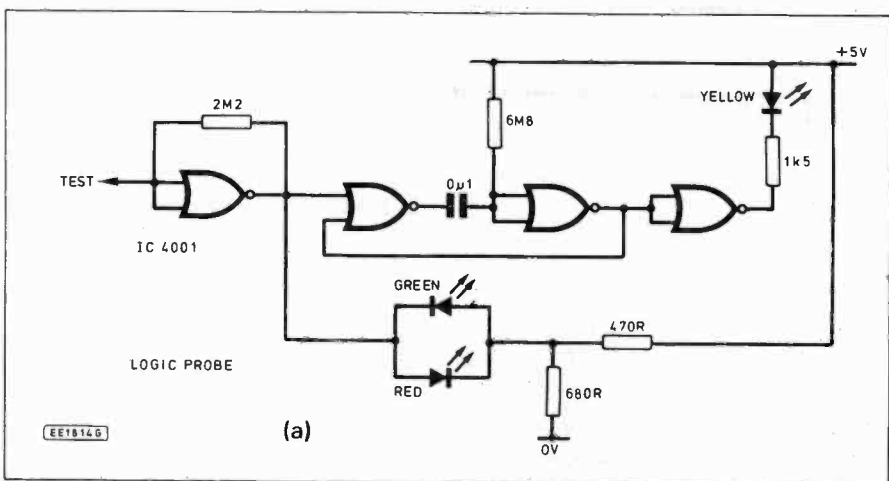 +5V
YELLOW
2M2
6M8
1k5
TEST
0µ1
IC 4001
GREEN
470R
LOGIC PROBE
RED
680R
EE1814G
(a)
0V